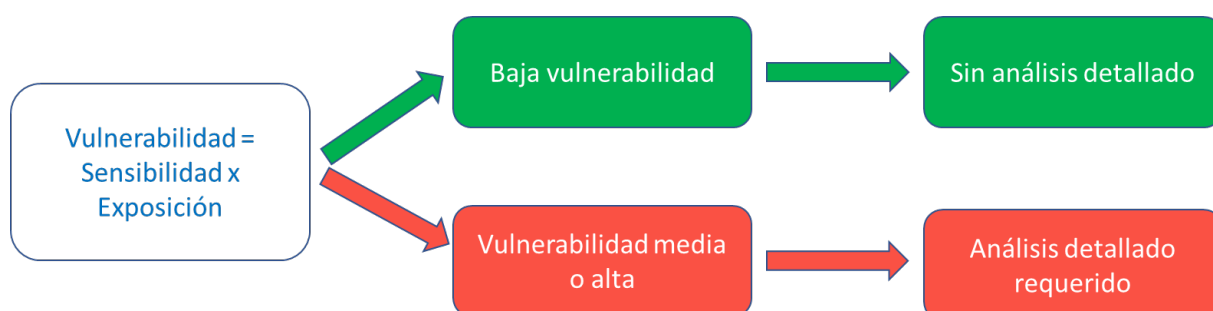 Vulnerabilidad =
Sensibilidad x
Exposición
Baja vulnerabilidad
Sin análisis detallado
Vulnerabilidad media
o alta
Análisis detallado
requerido